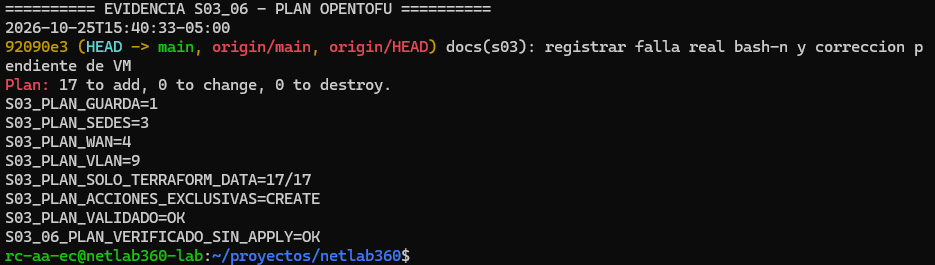 ========== EVIDENCIA S03_06 - PLAN OPENTOFU ==========
2026-10-25T15:40:33-05:00
92090e3 (HEAD -> main, origin/main, origin/HEAD) docs(s03): registrar falla real bash-n y correccion p
endiente de VM
Plan: 17 to add, 0 to change, 0 to destroy.
S03_PLAN_GUARDA=1
S03_PLAN_SEDES=3
S03_PLAN_WAN=4
S03_PLAN_VLAN=9
S03_PLAN_SOLO_TERRAFORM_DATA=17/17
S03_PLAN_ACCIONES_EXCLUSIVAS=CREATE
S03_PLAN_VALIDADO=OK
S03_06_PLAN_VERIFICADO_SIN_APPLY=OK
rc-aa-ec@netlab360-lab:~/proyectos/netlab360$